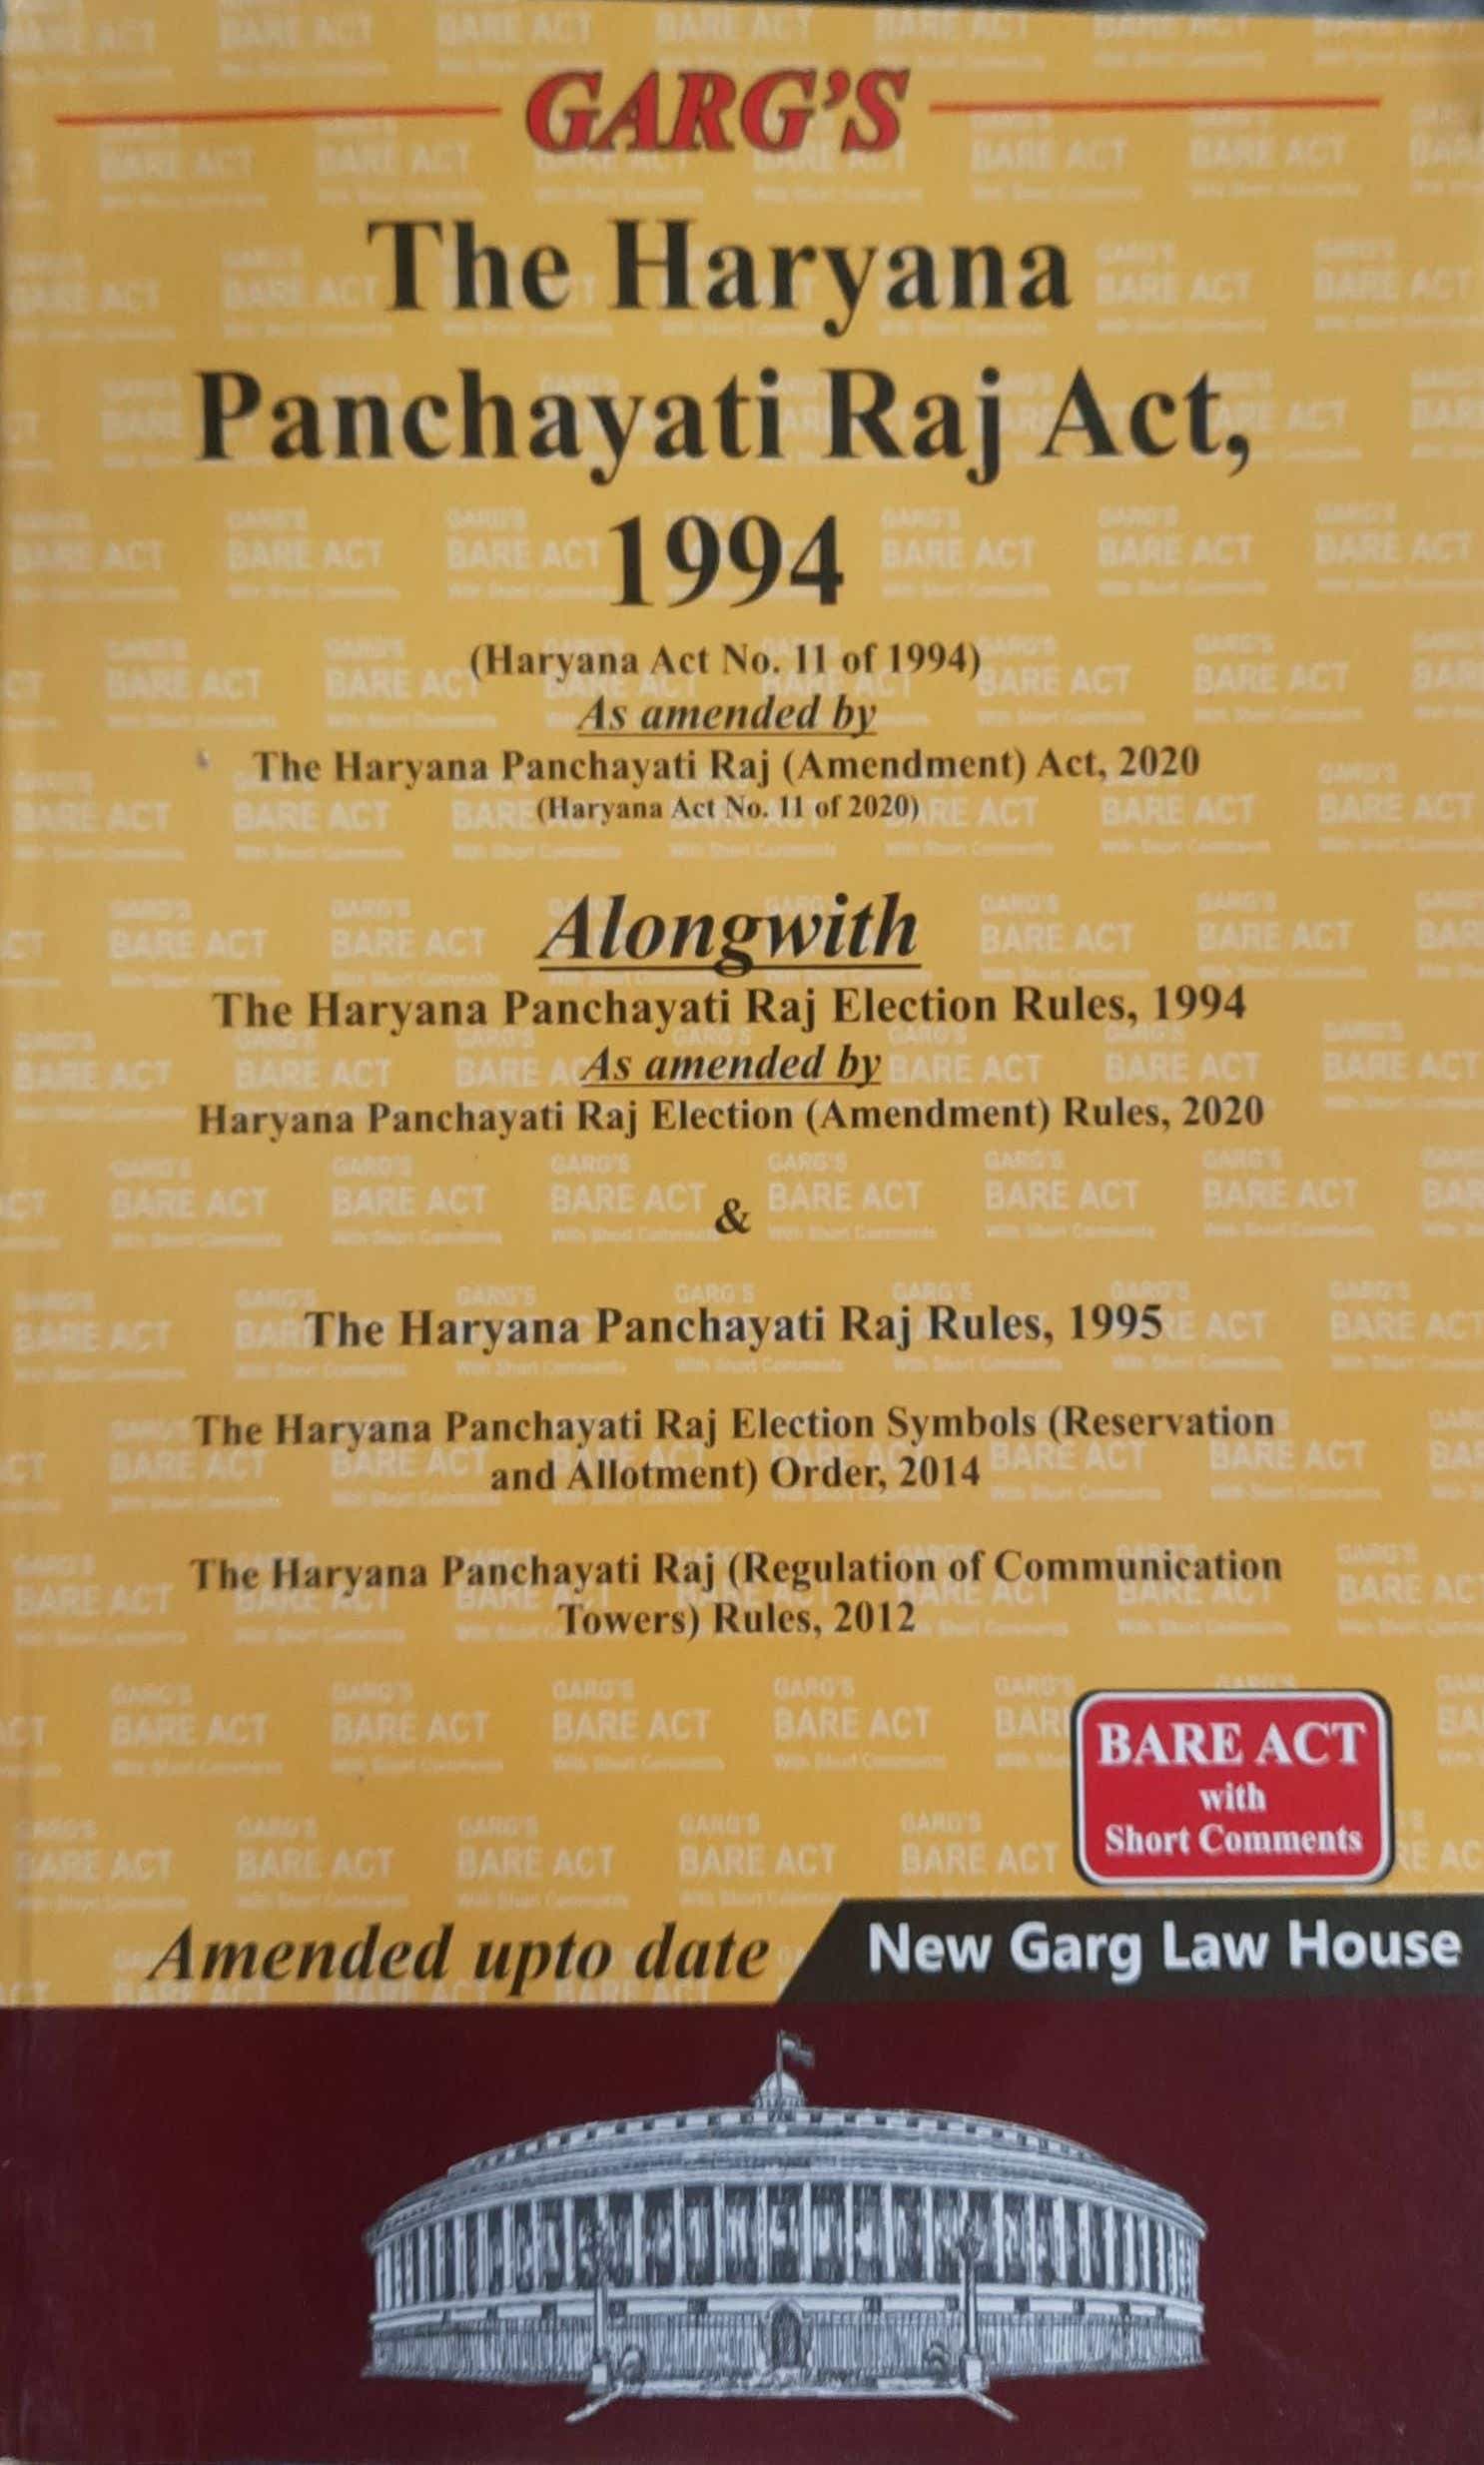 GARG'S
The Haryana
Panchayati Raj Act,
1994
(Haryana Act No. 11 of 1994)
As amended by
The Haryana Panchayati Raj (Amendment) Act, 2020
(Haryana Act No. 11 of 2020)
Alongwith
The Haryana Panchayati Raj Election Rules, 1994
As amended by
Haryana Panchayati Raj Election (Amendment) Rules, 2020
&
The Haryana Panchayati Raj Rules, 1995
The Haryana Panchayati Raj Election Symbols (Reservation
and Allotment) Order, 2014
The Haryana Panchayati Raj (Regulation of Communication
Towers) Rules, 2012
BARE ACT
with
Short Comments
Amended upto date
New Garg Law House